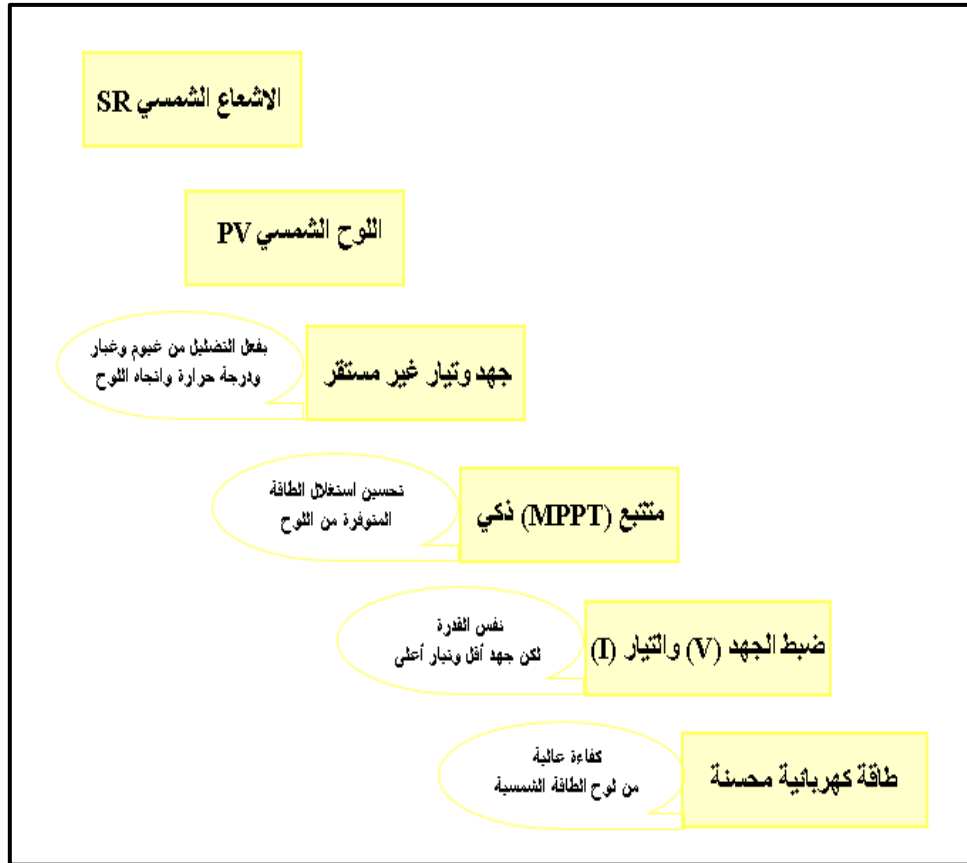 الاشعاع الشمسي SR
اللوح الشمسي PV
جهد وتيار غير مستقر
بفعل التضليل من غيوم وغبار
ودرجة حرارة واتجاه اللوح
متتبع (MPPT) ذكي
تحسين استغلال الطاقة
المتوفرة من اللوح
ضبط الجهد (V) والتيار (I)
نفس القدرة
لكن جهد أقل وتيار أعلى
طاقة كهربائية محسنة
كفاءة عالية
من لوح الطاقة الشمسية